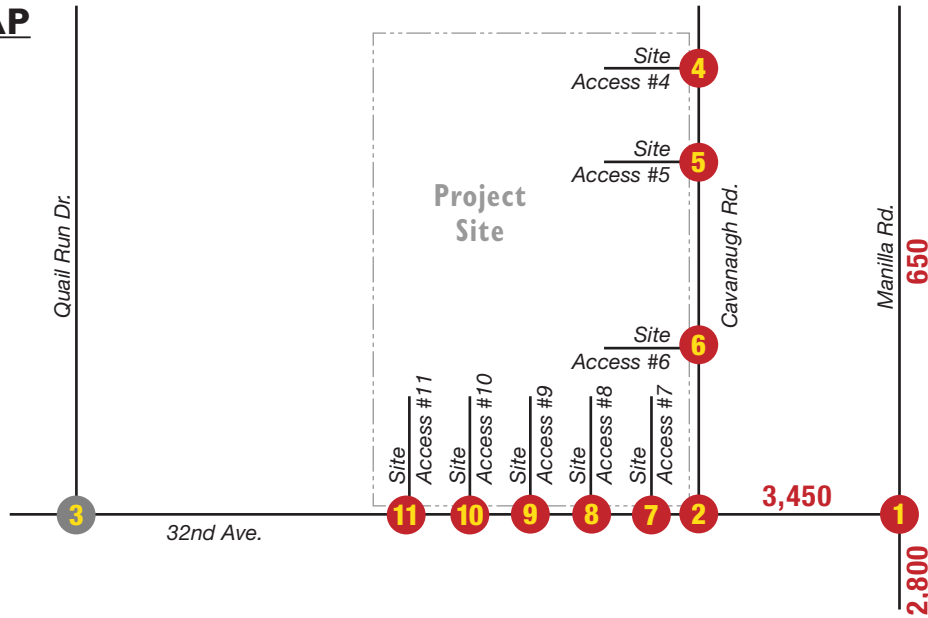 AP
Site
Access #4
4
Site
Access #5
5
Project
Site
Quail Run Dr.
Cavanaugh Rd.
Manilla Rd.
650
Site
Access #6
6
Site
Access #11
Site
Access #10
Site
Access #9
Site
Access #8
Site
Access #7
3
11
10
9
8
7
2
3,450
1
32nd Ave.
2,800